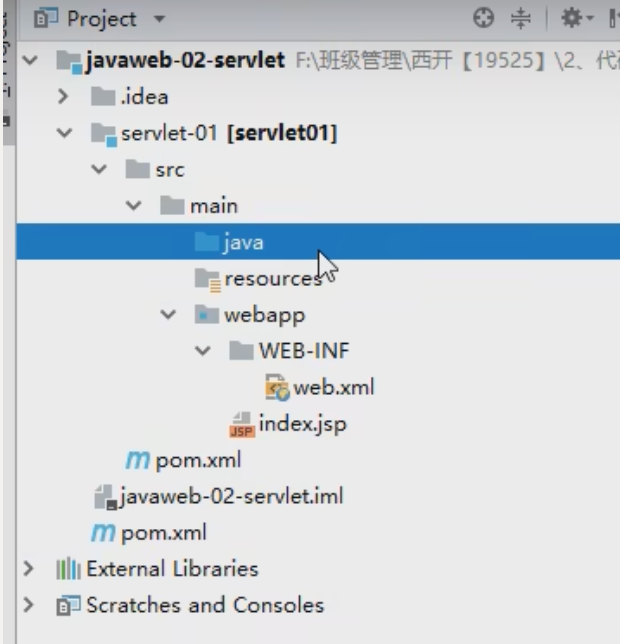 Project
javaweb-02-servlet F:\班级管理\西开【19525】\2、代码
.idea
servlet-01 [servlet01]
src
main
java
resources
webapp
WEB-INF
web.xml
JSP index.jsp
pom.xml
javaweb-02-servlet.iml
pom.xml
External Libraries
Scratches and Consoles